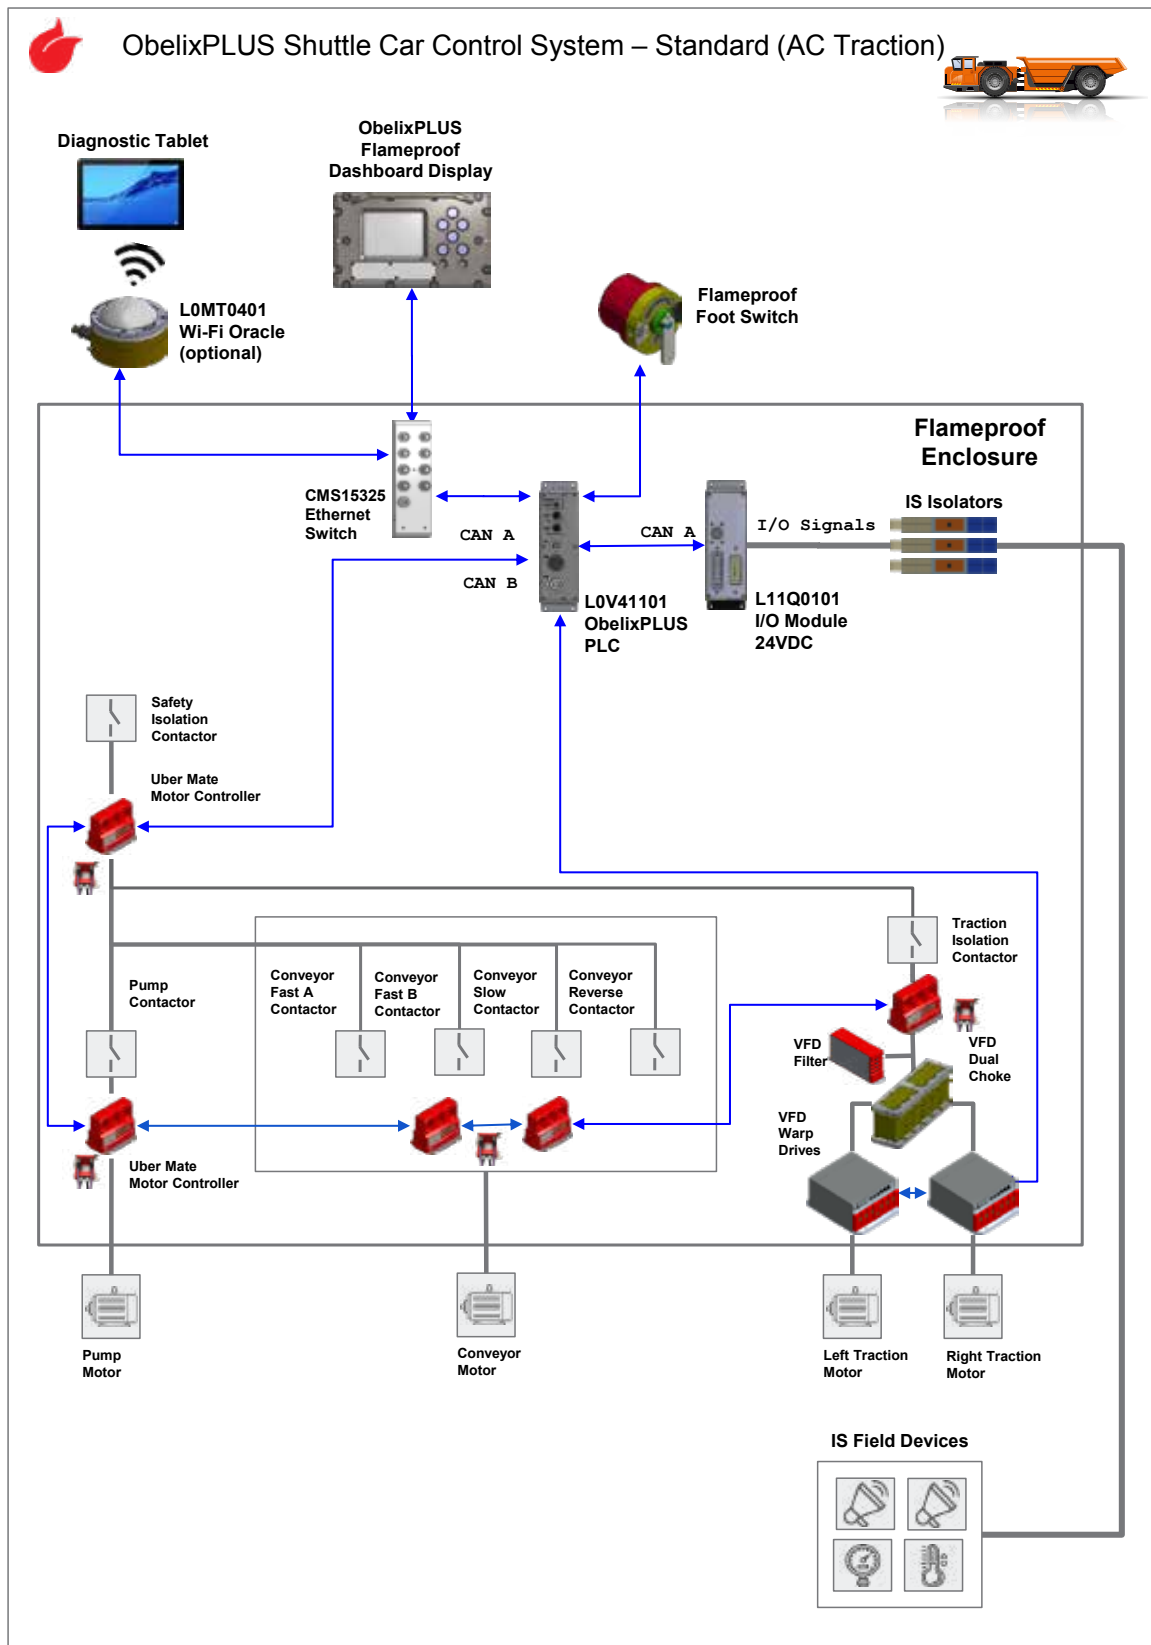 ObelixPLUS Shuttle Car Control System – Standard (AC Traction)
Diagnostic Tablet
ObelixPLUS
Flameproof
Dashboard Display
L0MT0401
Wi-Fi Oracle
(optional)
Flameproof
Foot Switch
Flameproof
Enclosure
CMS15325
Ethernet
Switch
CAN A
CAN B
CAN A
I/O Signals
IS Isolators
L0V41101
ObelixPLUS
PLC
L11Q0101
I/O Module
24VDC
Safety
Isolation
Contactor
Uber Mate
Motor Controller
Pump
Contactor
Conveyor
Fast A
Contactor
Conveyor
Fast B
Contactor
Conveyor
Slow
Contactor
Conveyor
Reverse
Contactor
Traction
Isolation
Contactor
VFD
Filter
VFD
Dual
Choke
VFD
Warp
Drives
Uber Mate
Motor Controller
Pump
Motor
Conveyor
Motor
Left Traction
Motor
Right Traction
Motor
IS Field Devices